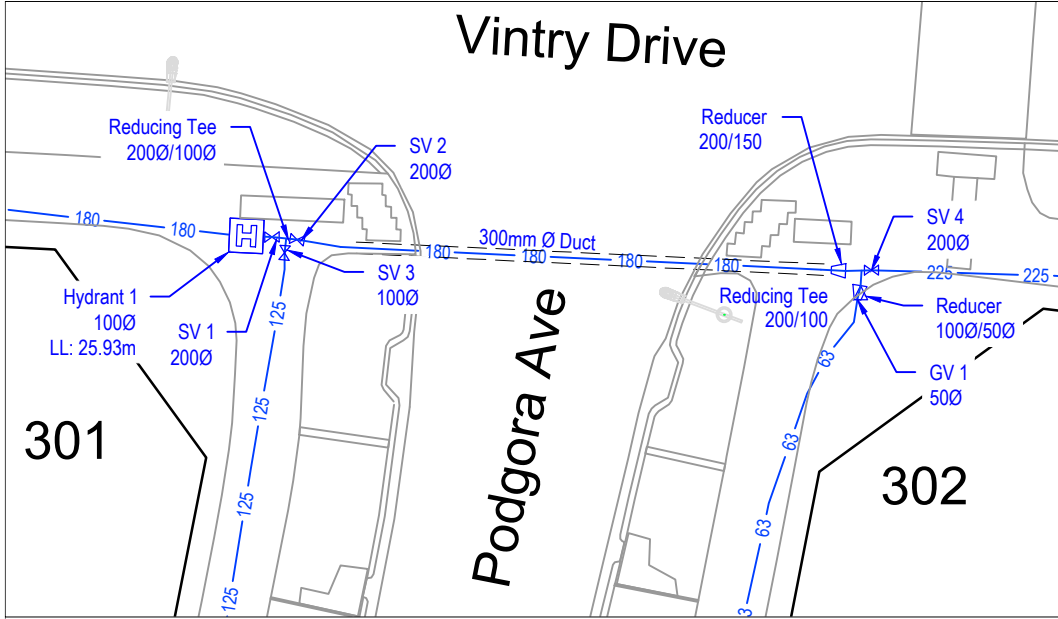 Vintry Drive
Reducing Tee
200Ø/100Ø
SV 2
200Ø
Reducer
200/150
180
180
300mm Ø Duct
180
180
180
180
SV 4
200Ø
225
225
Hydrant 1
100Ø
LL: 25.93m
SV 1
200Ø
SV 3
100Ø
Reducing Tee
200/100
Reducer
100Ø/50Ø
GV 1
50Ø
125
125
125
125
63
63
63
3
Podgora Ave
301
302
H